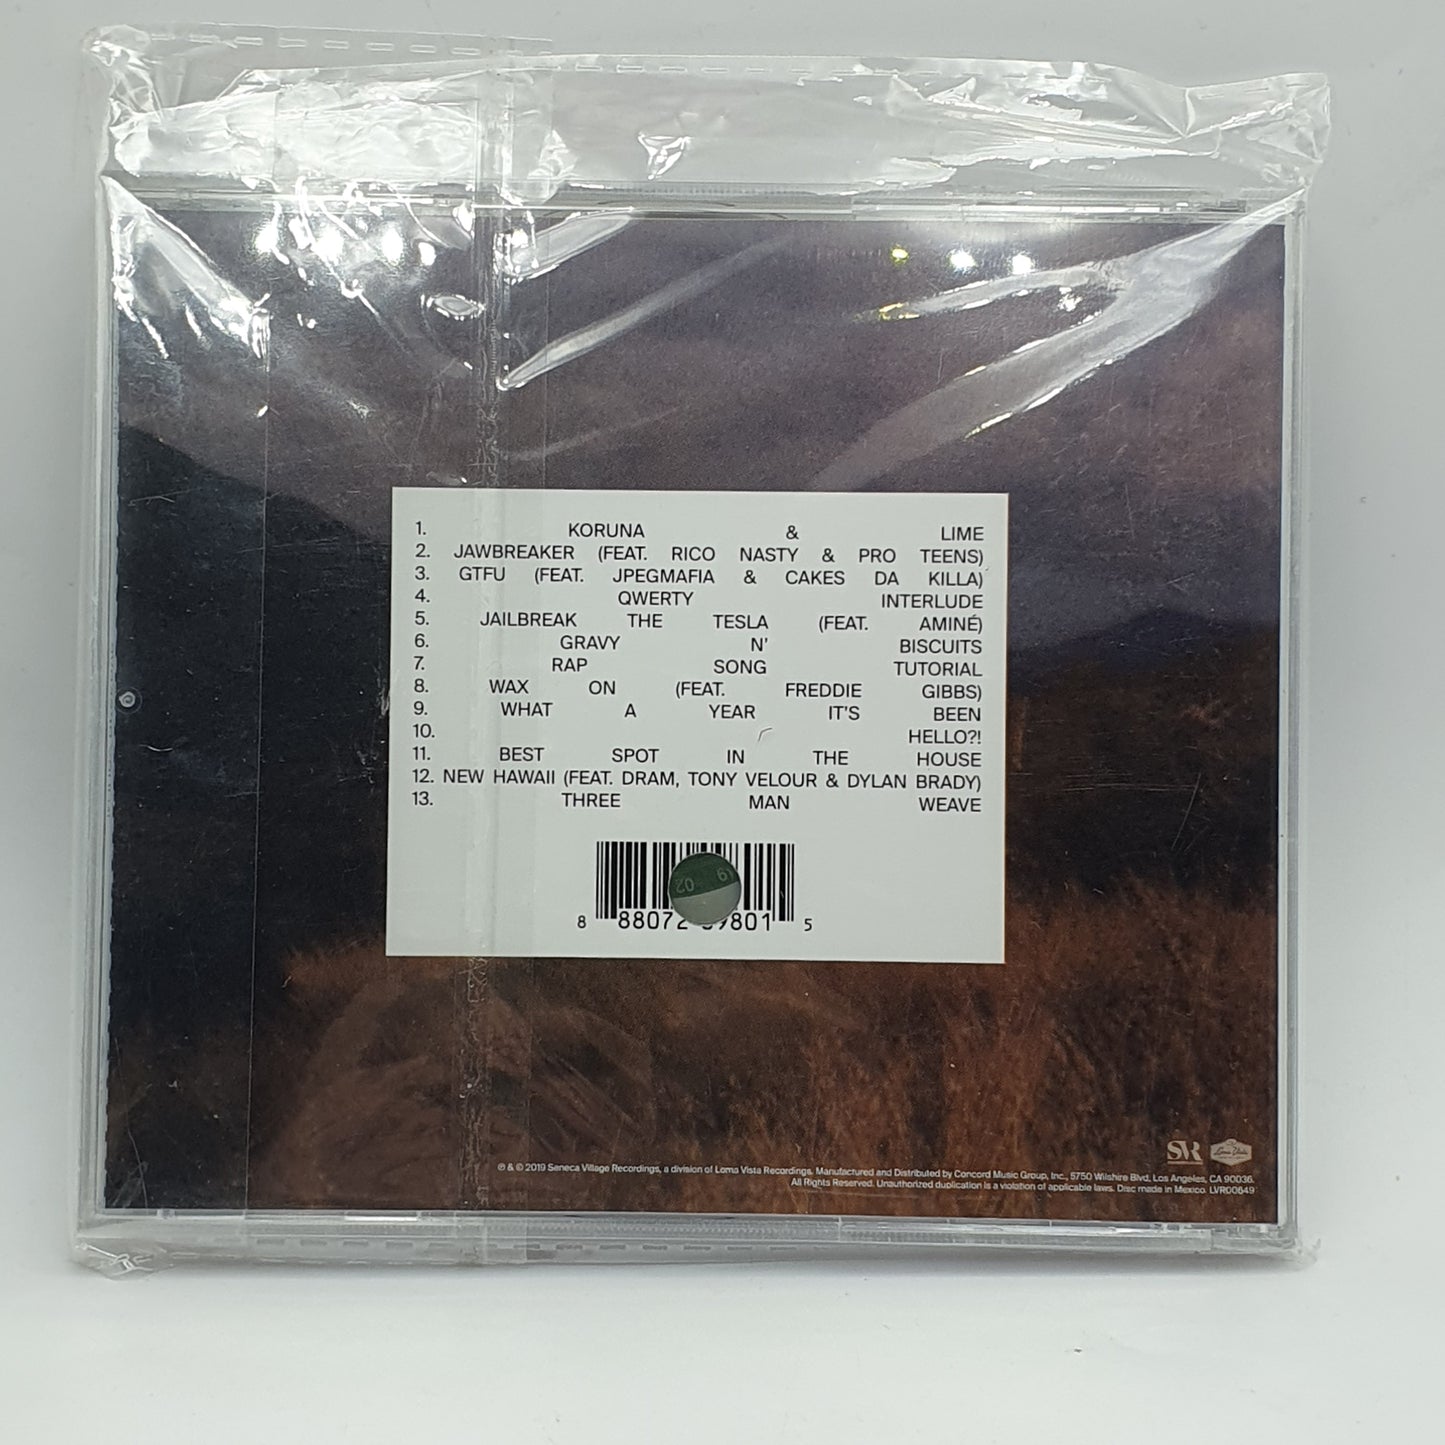 1. KORUNA & LIME
2. JAWBREAKER (FEAT. RICO NASTY & PRO TEENS)
3. GTFU (FEAT. JPEGMAFIA & CAKES DA KILLA)
4. QWERTY INTERLUDE
5. JAILBREAK THE TESLA (FEAT. AMINÉ)
6. GRAVY N' BISCUITS
7. RAP SONG TUTORIAL
8. WAX ON (FEAT. FREDDIE GIBBS)
9. WHAT A YEAR IT'S BEEN
10. HELLO?!
11. BEST SPOT IN THE HOUSE
12. NEW HAWAII (FEAT. DRAM, TONY VELOUR & DYLAN BRADY)
13. THREE MAN WEAVE
02 19
8 88072 09801 5
SVR Loma Vista
℗ & © 2019 Seneca Village Recordings, a division of Loma Vista Recordings. Manufactured and Distributed by Concord Music Group, Inc., 5750 Wilshire Blvd, Los Angeles, CA 90036.
All Rights Reserved. Unauthorized duplication is a violation of applicable laws. Disc made in Mexico. LVR00649